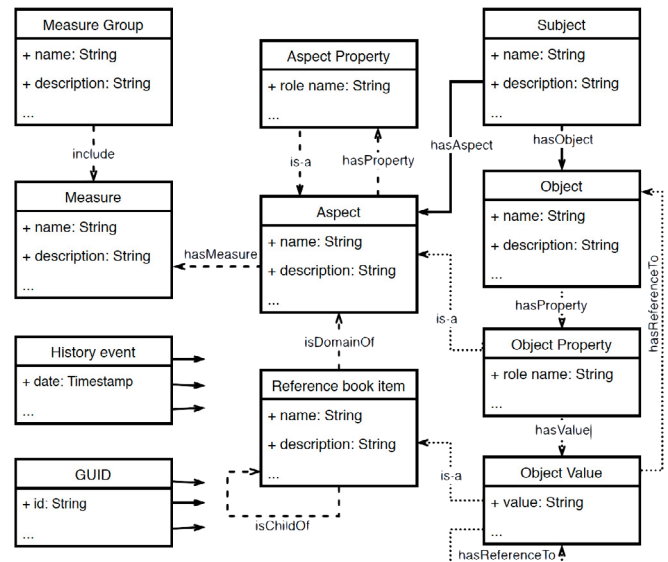 Measure Group
+ name: String
+ description: String
...
include
Measure
+ name: String
+ description: String
...
Aspect Property
+ role name: String
...
is-a
hasProperty
Aspect
+ name: String
+ description: String
...
hasMeasure
isDomainOf
Subject
+ name: String
+ description: String
...
hasAspect
hasObject
Object
+ name: String
+ description: String
...
hasProperty
hasReferenceTo
is-a
Object Property
+ role name: String
...
hasValue
History event
+ date: Timestamp
...
Reference book item
+ name: String
+ description: String
...
isChildOf
is-a
GUID
+ id: String
...
Object Value
+ value: String
...
hasReferenceTo